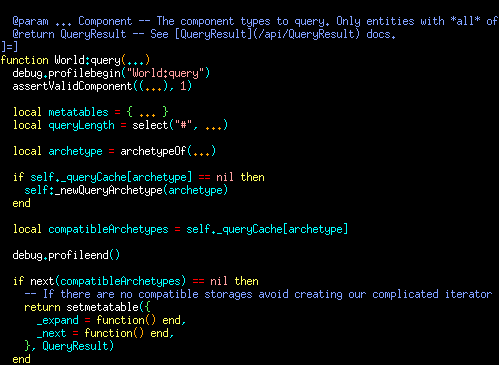 @param ... Component -- The component types to query. Only entities with *all* of
@return QueryResult -- See [QueryResult](/api/QueryResult) docs.
]=]
function World:query(...)
debug.profilebegin("World:query")
assertValidComponent((...), 1)
local metatables = { ... }
local queryLength = select("#", ...)
local archetype = archetypeOf(...)
if self._queryCache[archetype] == nil then
self:_newQueryArchetype(archetype)
end
local compatibleArchetypes = self._queryCache[archetype]
debug.profileend()
if next(compatibleArchetypes) == nil then
-- If there are no compatible storages avoid creating our complicated iterator
return setmetatable({
_expand = function() end,
_next = function() end,
}, QueryResult)
end